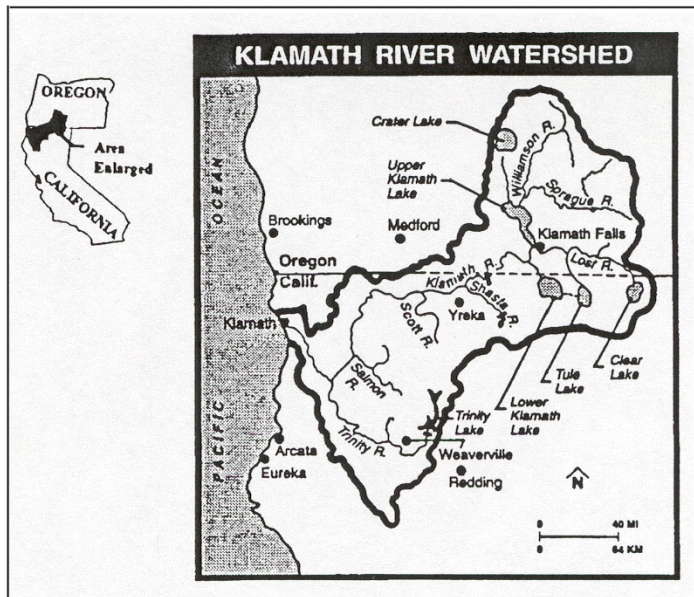 KLAMATH RIVER WATERSHED
OREGON
Area
Enlarged
CALIFORNIA
Crater Lake
Williamson R.
Upper
Klamath
Lake
Sprague R.
OCEAN
Brookings
Medford
Klamath Falls
Lost R.
Oregon
Calif.
Klamath R.
Shasta R.
Klamath
Scott R.
Yreka
Salmon
R.
Clear
Lake
Tule
Lake
Lower
Klamath
Lake
Trinity
Lake
Trinity R.
PACIFIC
Arcata
Eureka
Weaverville
Redding
N
0 40 MI
0 64 KM